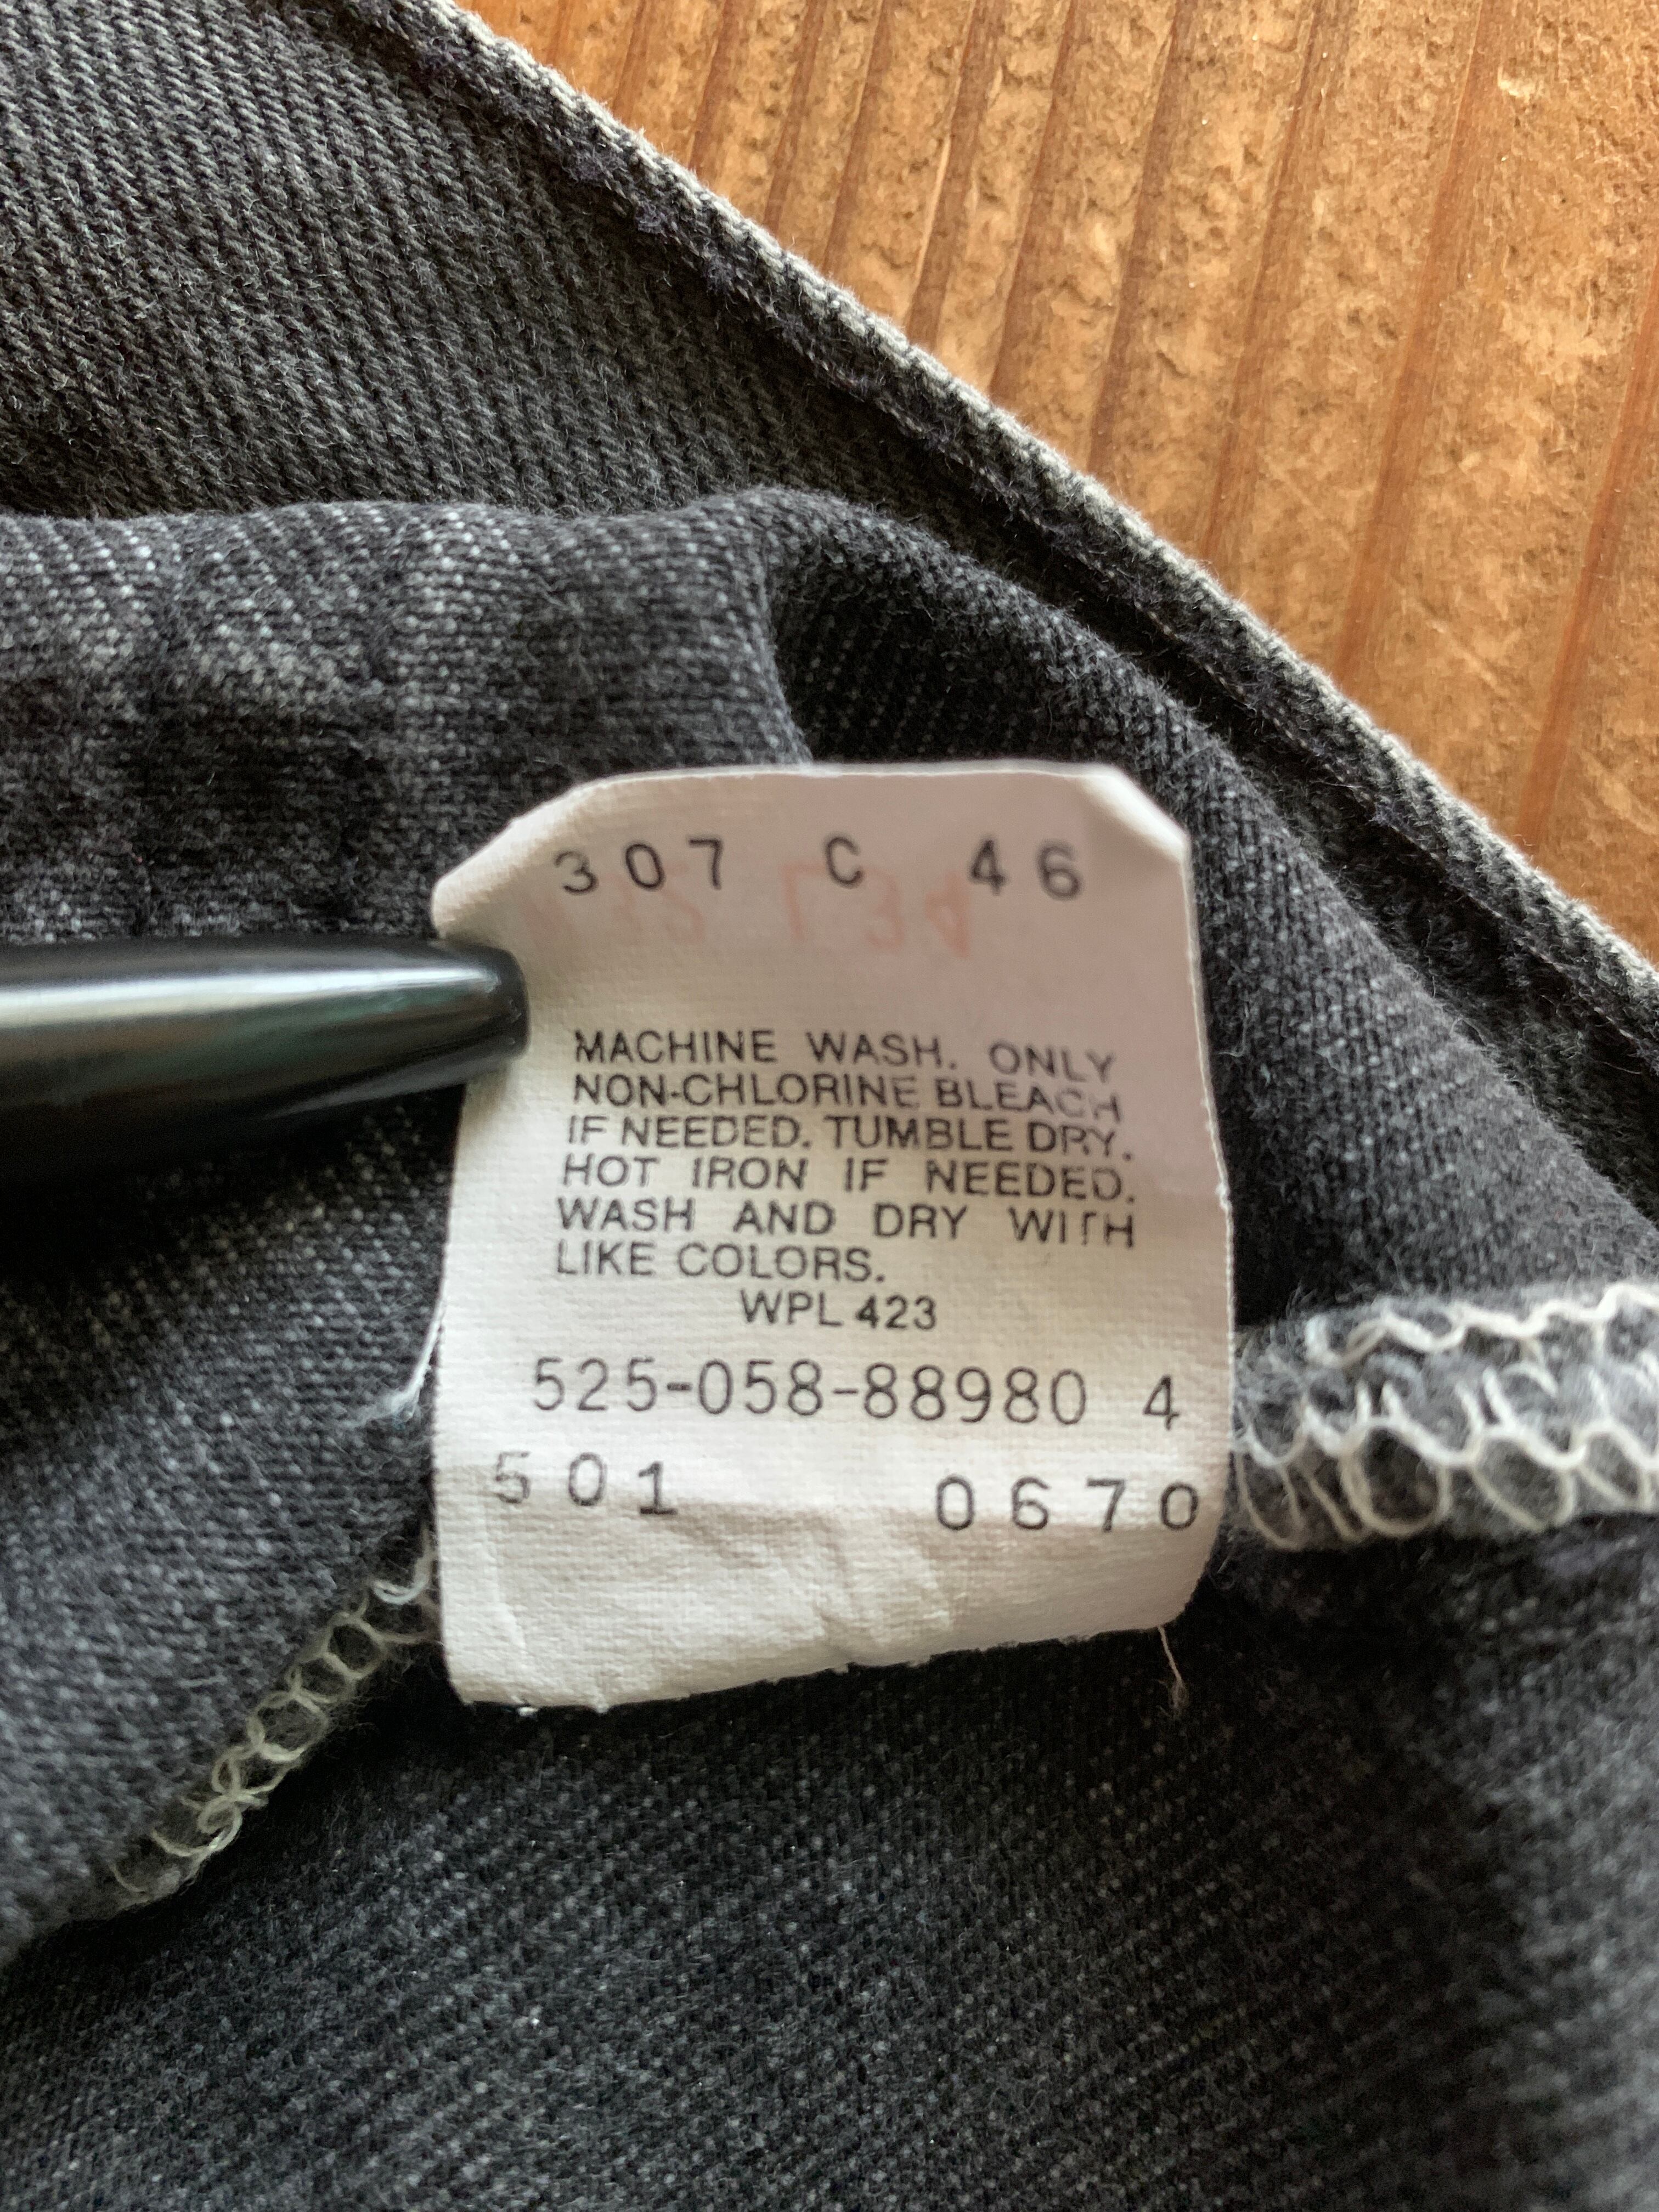 307 C 46
MACHINE WASH. ONLY
NON-CHLORINE BLEACH
IF NEEDED. TUMBLE DRY.
HOT IRON IF NEEDED.
WASH AND DRY WITH
LIKE COLORS.
WPL 423
525-058-88980 4
501 0670